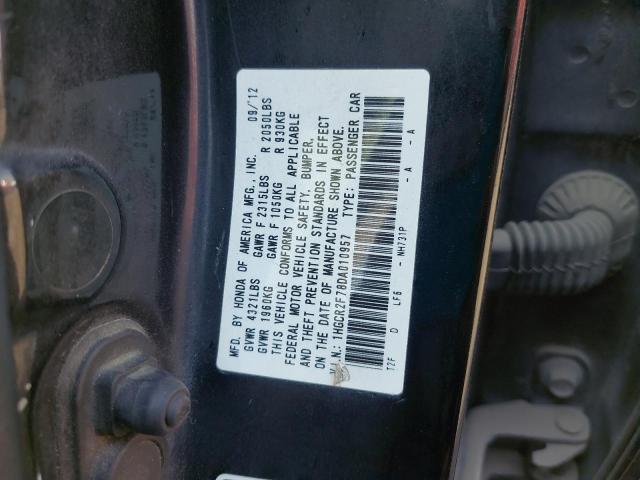 MFD. BY HONDA OF AMERICA MFG., INC. 09/12
GVWR 4321LBS GAWR F 2315LBS R 2050LBS
GVWR 1960KG GAWR F 1050KG R 930KG
THIS VEHICLE CONFORMS TO ALL APPLICABLE
FEDERAL MOTOR VEHICLE SAFETY, BUMPER,
AND THEFT PREVENTION STANDARDS IN EFFECT
ON THE DATE OF MANUFACTURE SHOWN ABOVE.
V.I.N.: 1HGCR2F78DA010957 TYPE: PASSENGER CAR
T2F D LF6 - NH731P - A - A